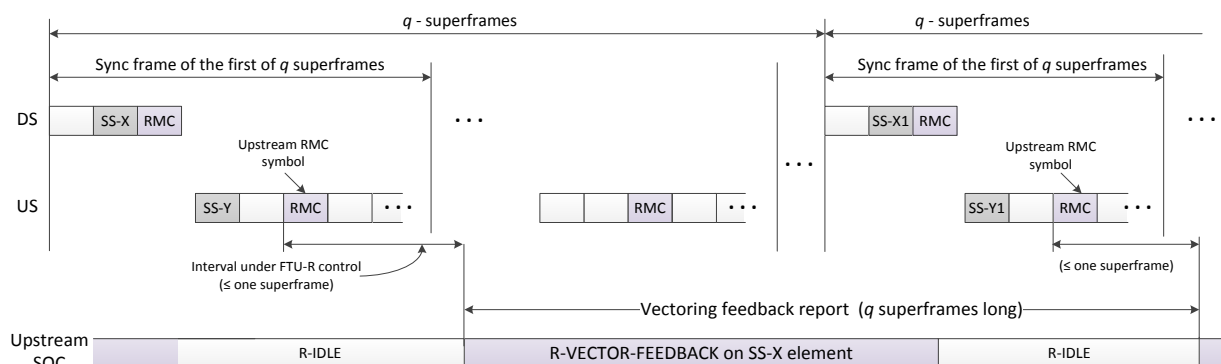 q - superframes
q - superframes
Sync frame of the first of q superframes
Sync frame of the first of q superframes
DS
SS-X
RMC
...
SS-X1
RMC
...
Upstream RMC
symbol
Upstream RMC
symbol
...
US
SS-Y
RMC
...
RMC
...
SS-Y1
RMC
...
Interval under FTU-R control
(≤ one superframe)
(≤ one superframe)
Vectoring feedback report (q superframes long)
Upstream
SOC
R-IDLE
R-VECTOR-FEEDBACK on SS-X element
R-IDLE